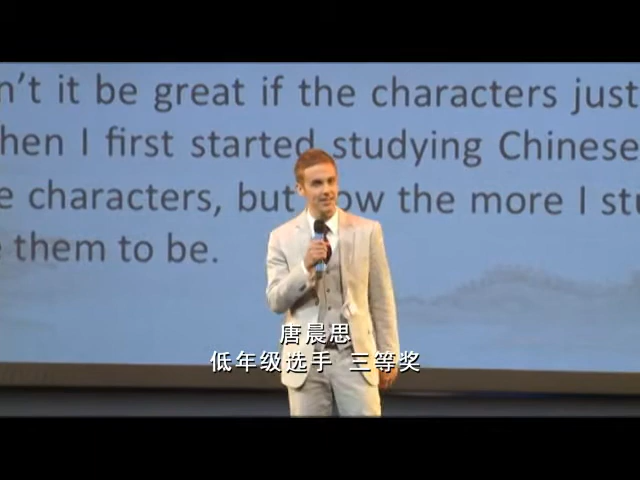 n't it be great if the characters just
hen I first started studying Chinese
e characters, but now the more I stu
e them to be.
唐晨思
低年级选手 三等奖